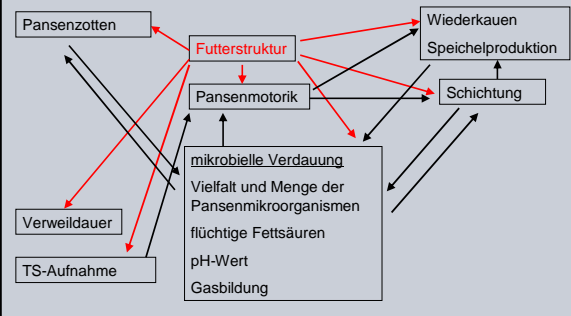 Pansenzotten
Futterstruktur
Wiederkauen
Speichelproduktion
Pansenmotorik
Schichtung
mikrobielle Verdauung
Vielfalt und Menge der
Pansenmikroorganismen
flüchtige Fettsäuren
pH-Wert
Gasbildung
Verweildauer
TS-Aufnahme